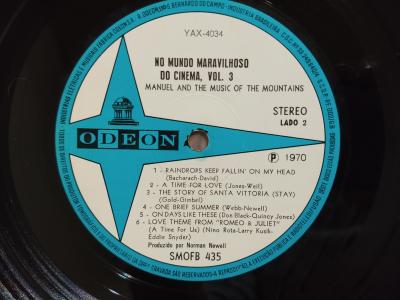 YAX-4034
NO MUNDO MARAVILHOSO
DO CINEMA, VOL. 3
MANUEL AND THE MUSIC OF THE MOUNTAINS
STEREO
LADO 2
ODEON
P 1970
1 - RAINDROPS KEEP FALLIN' ON MY HEAD
(Bacharach-David)
2 - A TIME FOR LOVE (Jones-Weil)
3 - THE STORY OF SANTA VITTORIA (STAY)
(Gold-Gimbel)
4 - ONE BRIEF SUMMER (Webb-Newell)
5 - ON DAYS LIKE THESE (Don Black-Quincy Jones)
6 - LOVE THEME FROM "ROMEO & JULIET"
(A Time for Us) (Nino Rota-Larry Kusik-
Eddie Snyder)
Produzido por Norman Newell
SMOFB 435
INDÚSTRIA BRASILEIRA